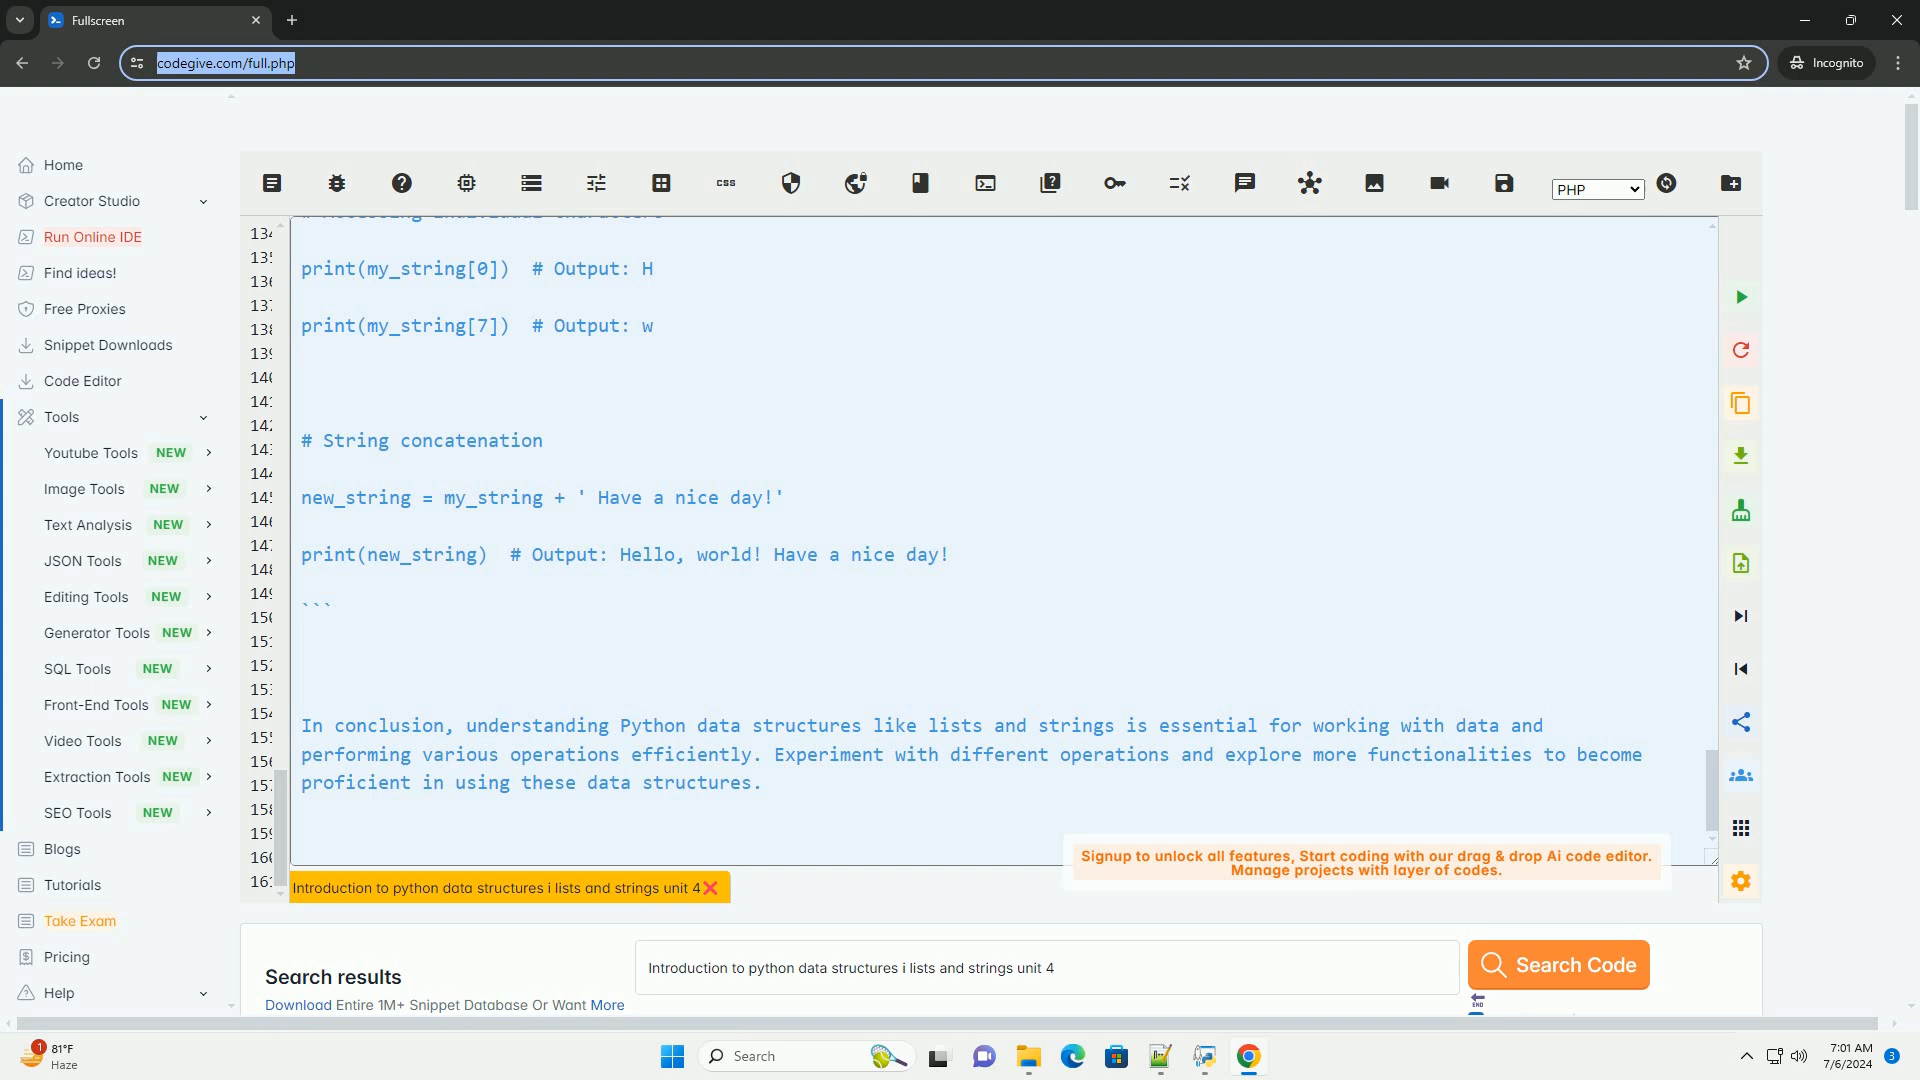 Fullscreen
codegive.com/full.php
Incognito
Home
Creator Studio
Run Online IDE
Find ideas!
Free Proxies
Snippet Downloads
Code Editor
Tools
Youtube Tools NEW
Image Tools NEW
Text Analysis NEW
JSON Tools NEW
Editing Tools NEW
Generator Tools NEW
SQL Tools NEW
Front-End Tools NEW
Video Tools NEW
Extraction Tools NEW
SEO Tools NEW
Blogs
Tutorials
Take Exam
Pricing
Help
css
PHP
print(my_string[0])  # Output: H
print(my_string[7])  # Output: w
# String concatenation
new_string = my_string + ' Have a nice day!'
print(new_string)  # Output: Hello, world! Have a nice day!
```
In conclusion, understanding Python data structures like lists and strings is essential for working with data and
performing various operations efficiently. Experiment with different operations and explore more functionalities to become
proficient in using these data structures.
Signup to unlock all features, Start coding with our drag & drop Ai code editor.
Manage projects with layer of codes.
Introduction to python data structures i lists and strings unit 4
Search results
Introduction to python data structures i lists and strings unit 4
Search Code
Download Entire 1M+ Snippet Database Or Want More
END
1
81°F
Haze
Search
7:01 AM
7/6/2024
3